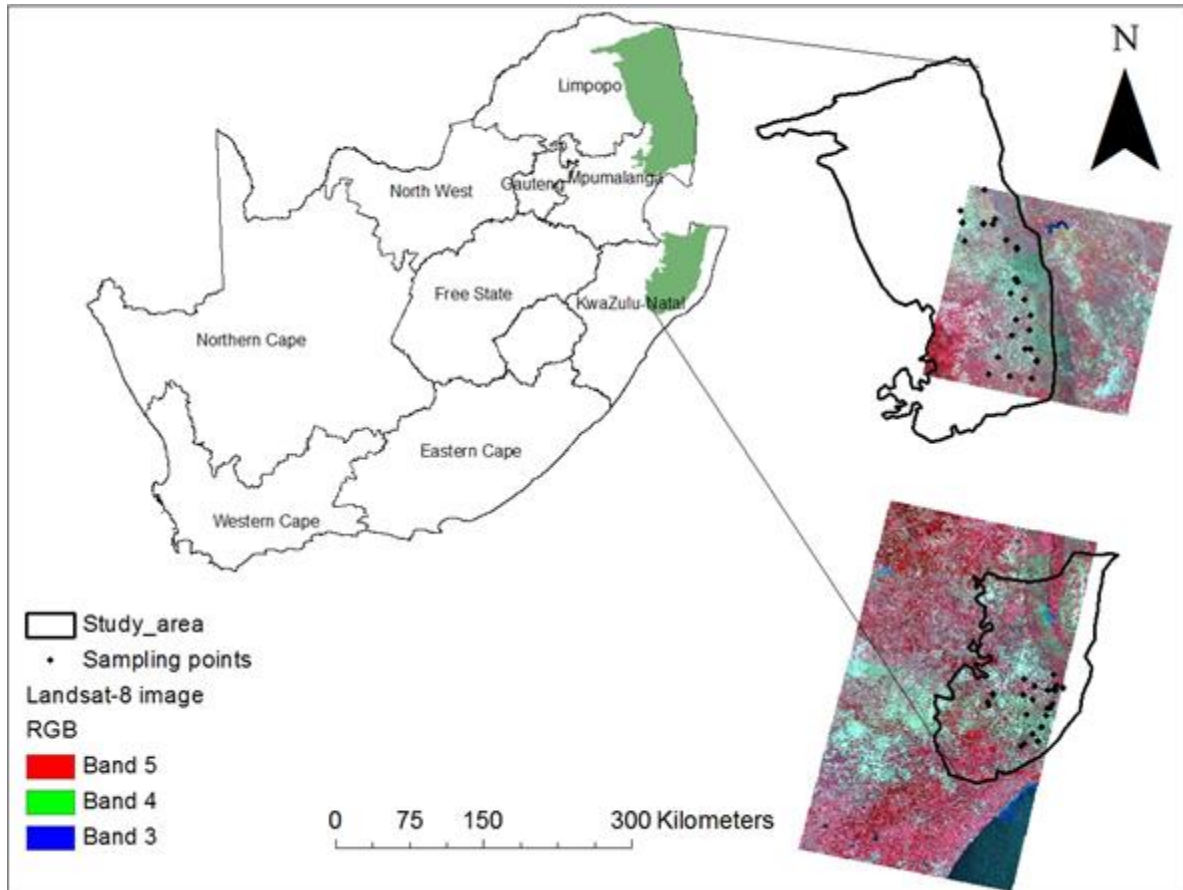 N
Limpopo
North West
Gauteng
Mpumalanga
Free State
KwaZulu-Natal
Northern Cape
Eastern Cape
Western Cape
Study_area
Sampling points
Landsat-8 image
RGB
Band 5
Band 4
Band 3
0 75 150 300 Kilometers